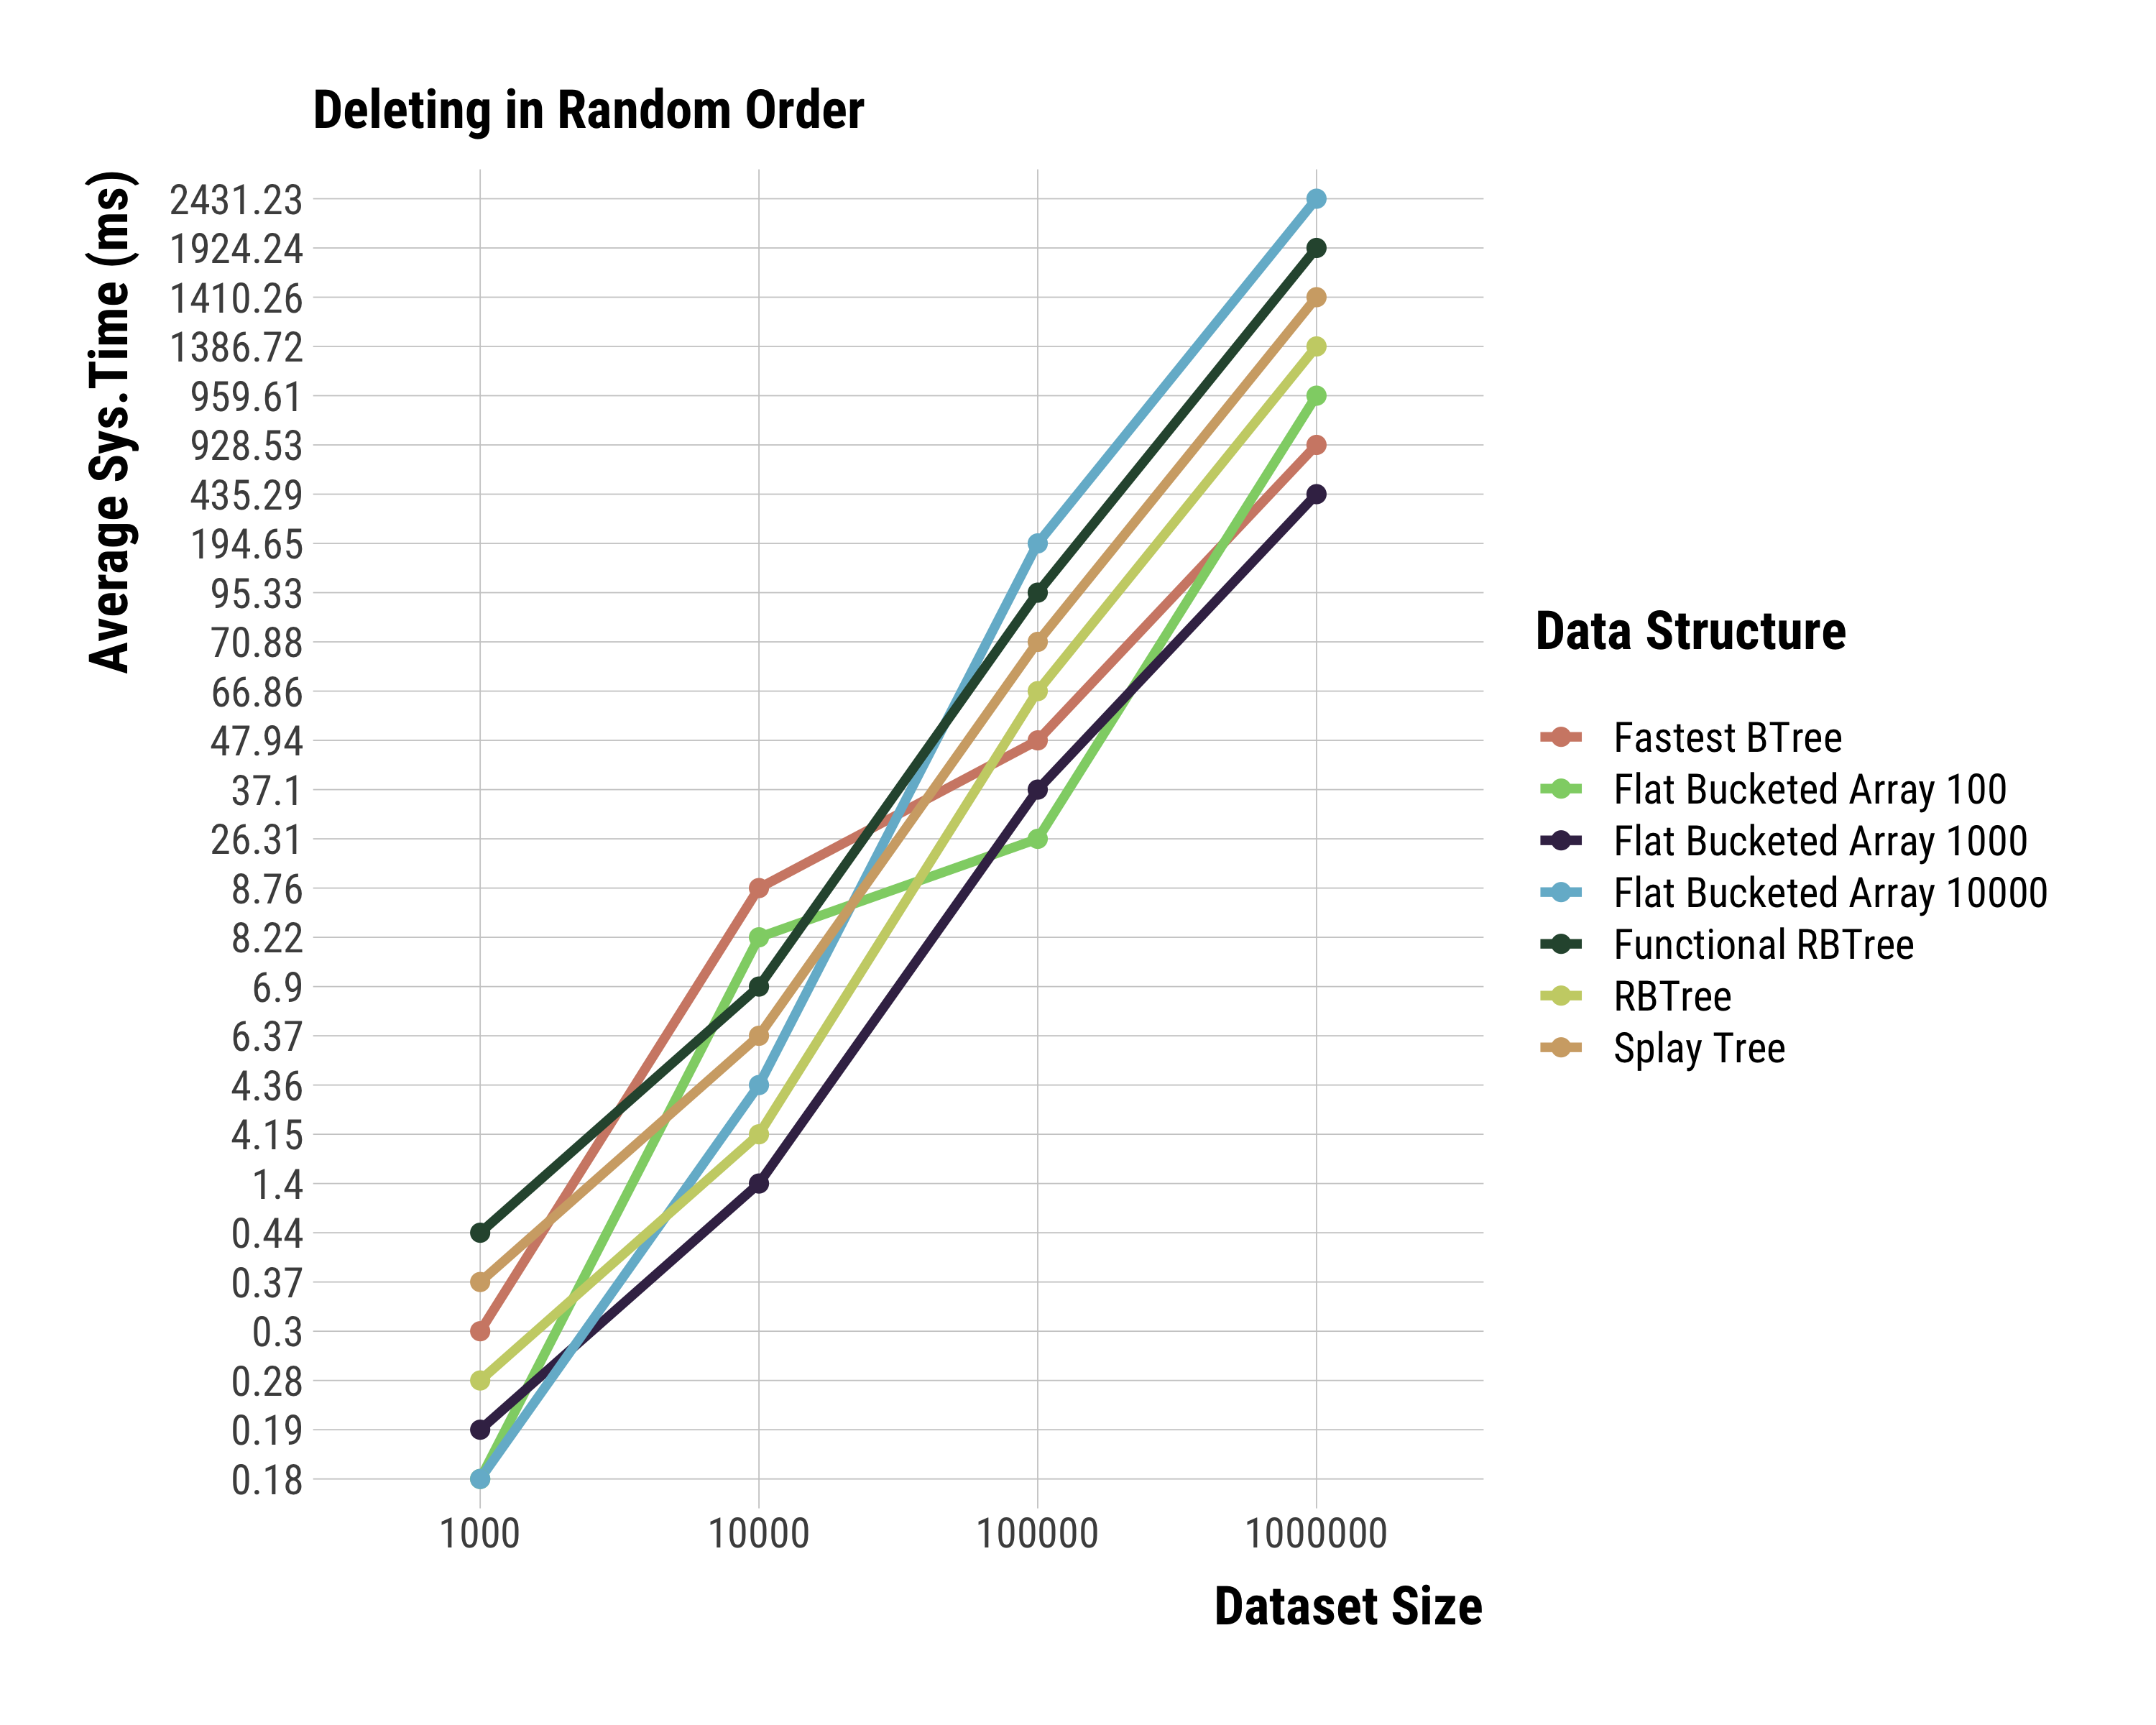 Deleting in Random Order
Average Sys.Time (ms)
2431.23
1924.24
1410.26
1386.72
959.61
928.53
435.29
194.65
95.33
70.88
66.86
47.94
37.1
26.31
8.76
8.22
6.9
6.37
4.36
4.15
1.4
0.44
0.37
0.3
0.28
0.19
0.18
1000 10000 100000 1000000
Dataset Size
Data Structure
Fastest BTree
Flat Bucketed Array 100
Flat Bucketed Array 1000
Flat Bucketed Array 10000
Functional RBTree
RBTree
Splay Tree